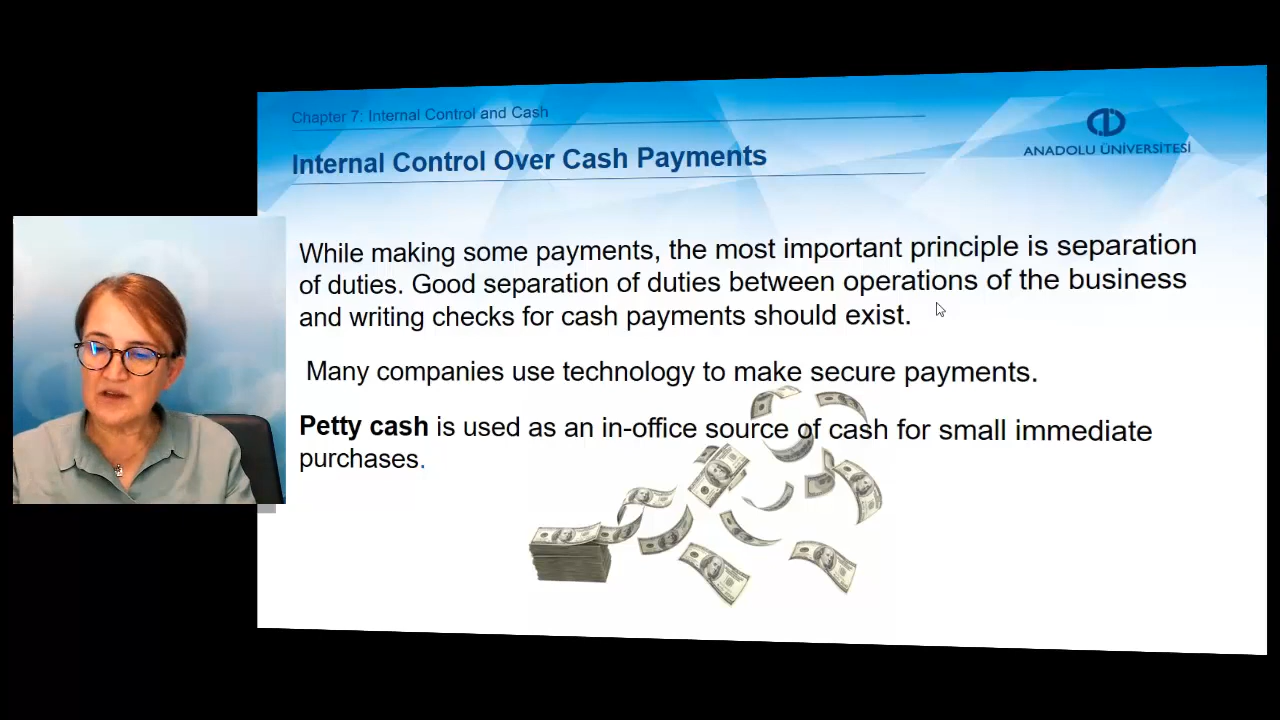 Chapter 7: Internal Control and Cash
Internal Control Over Cash Payments
ANADOLU ÜNİVERSİTESİ
While making some payments, the most important principle is separation
of duties. Good separation of duties between operations of the business
and writing checks for cash payments should exist.
Many companies use technology to make secure payments.
Petty cash is used as an in-office source of cash for small immediate
purchases.